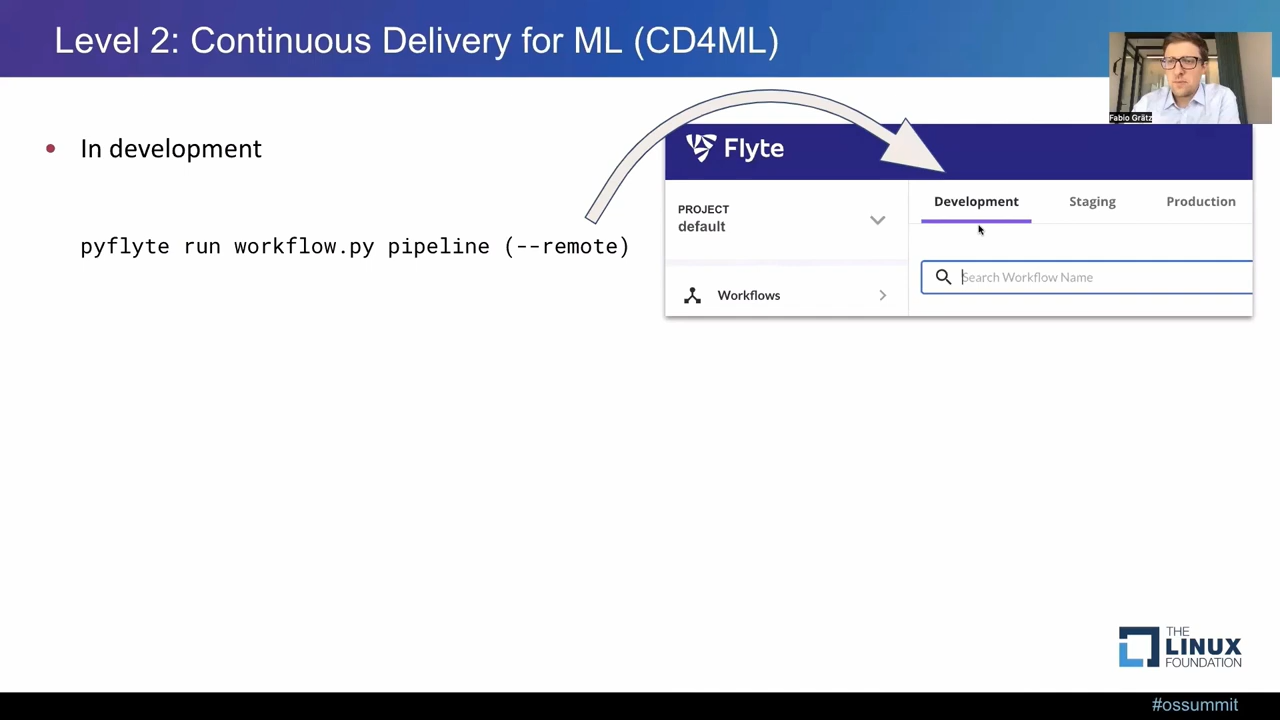 Level 2: Continuous Delivery for ML (CD4ML)
Fabio Grätz
• In development
pyflyte run workflow.py pipeline (--remote)
Flyte
PROJECT
default
Workflows
Development Staging Production
Search Workflow Name
THE
LINUX
FOUNDATION
#ossummit